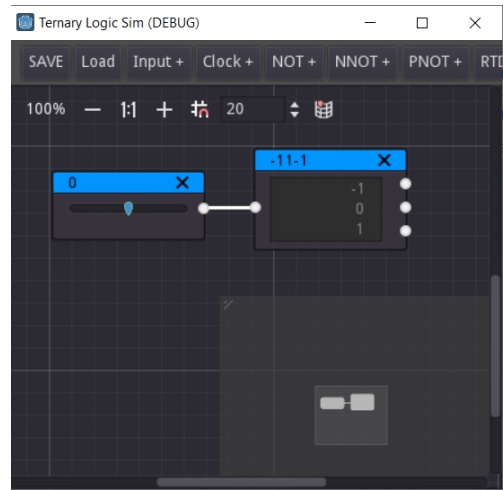 Ternary Logic Sim (DEBUG)
SAVE Load Input + Clock + NOT + NNOT + PNOT + RTD
100% 1:1 20
-11-1
0
-1
0
1